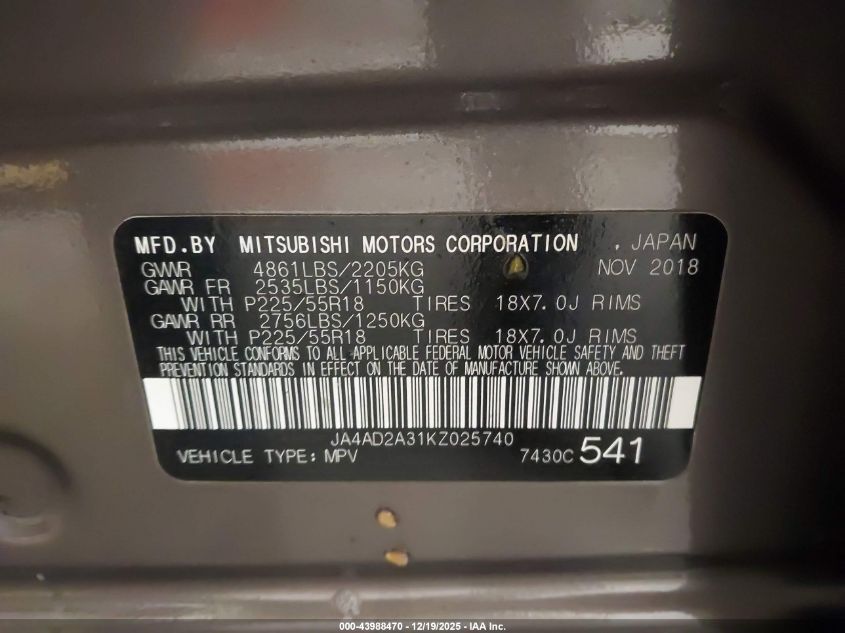 MFD.BY MITSUBISHI MOTORS CORPORATION , JAPAN
GVWR 4861LBS/2205KG NOV 2018
GAWR FR 2535LBS/1150KG
WITH P225/55R18 TIRES 18X7.0J RIMS
GAWR RR 2756LBS/1250KG
WITH P225/55R18 TIRES 18X7.0J RIMS
THIS VEHICLE CONFORMS TO ALL APPLICABLE FEDERAL MOTOR VEHICLE SAFETY AND THEFT
PREVENTION STANDARDS IN EFFECT ON THE DATE OF MANUFACTURE SHOWN ABOVE.
JA4AD2A31KZ025740
VEHICLE TYPE: MPV 7430C 541
000-43988470 - 12/19/2025 - IAA Inc.